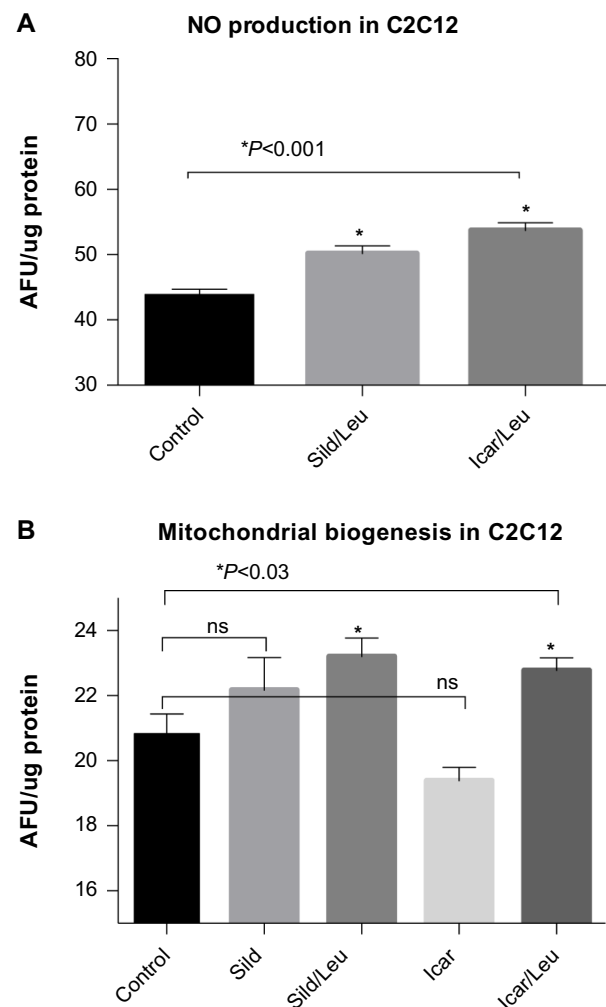 A
NO production in C2C12
80
70
60
50
40
30
AFU/ug protein
*P<0.001
*
*
Control
Sild/Leu
Icar/Leu
B
Mitochondrial biogenesis in C2C12
*P<0.03
24
22
20
18
16
AFU/ug protein
ns
*
ns
*
Control
Sild
Sild/Leu
Icar
Icar/Leu